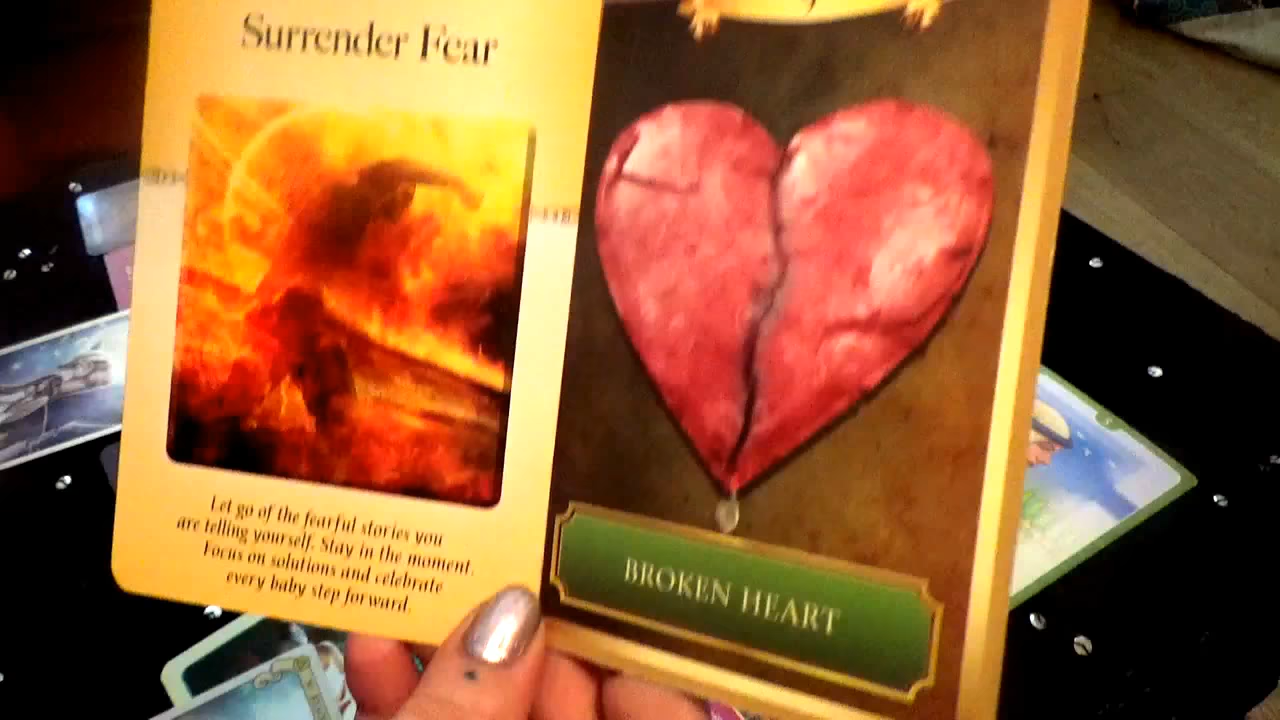 Surrender Fear
Let go of the fearful stories you
are telling yourself. Stay in the moment.
Focus on solutions and celebrate
every baby step forward.
BROKEN HEART